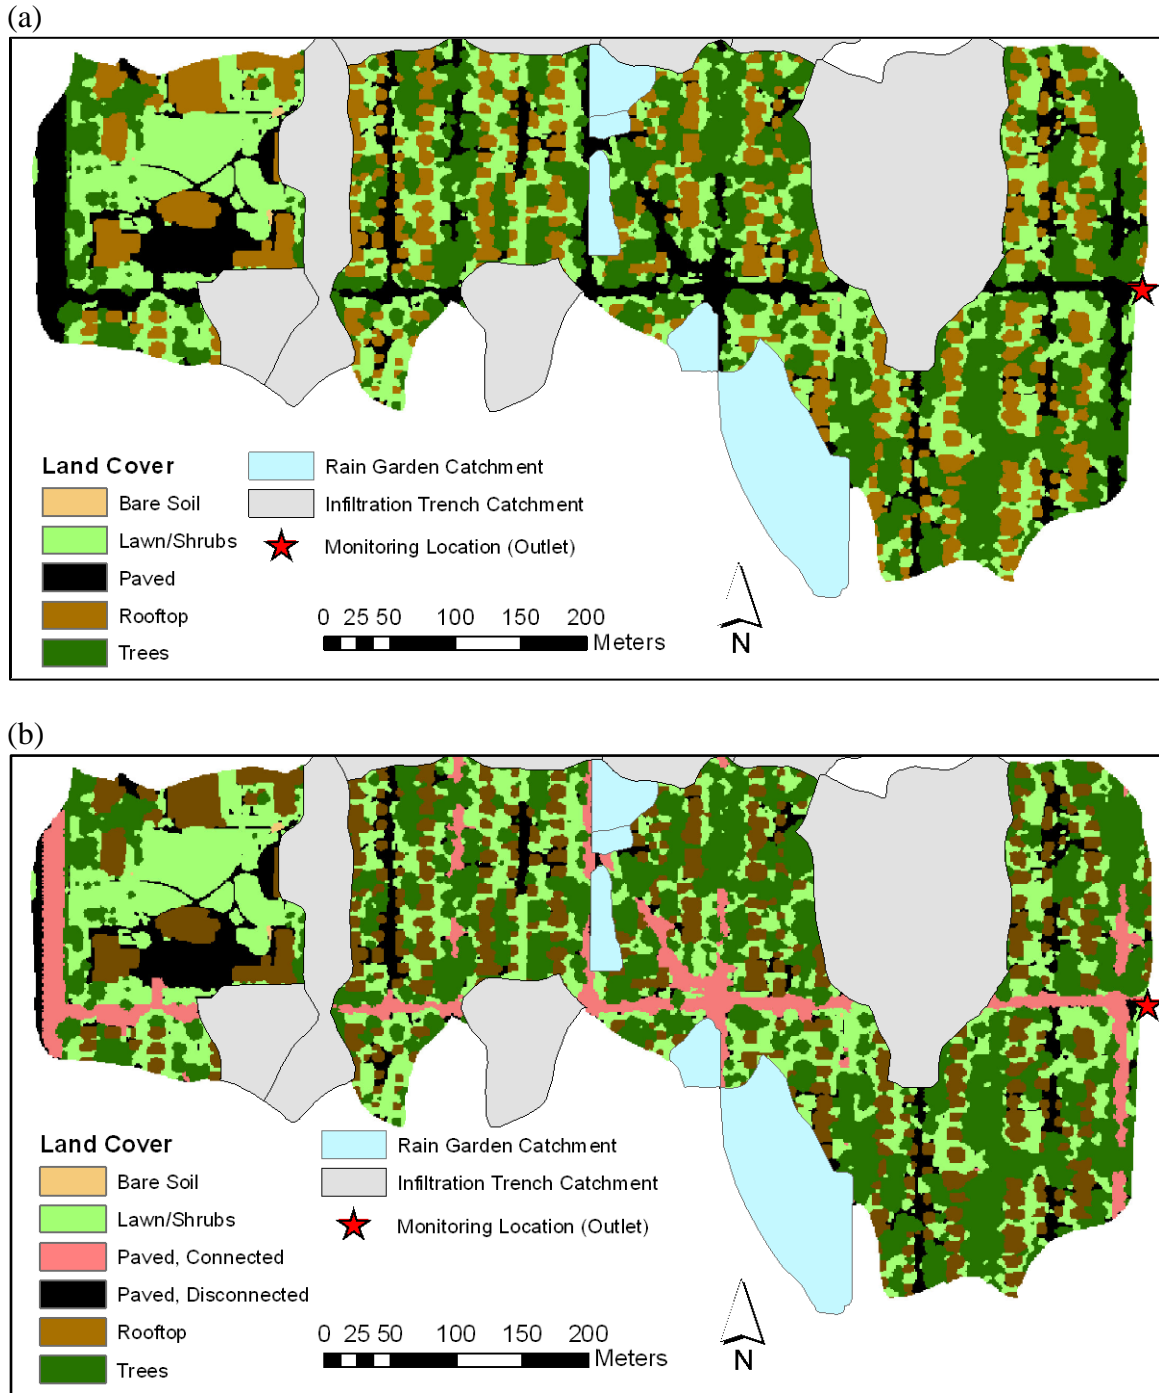 (a)
Land Cover
Bare Soil
Lawn/Shrubs
Paved
Rooftop
Trees
Rain Garden Catchment
Infiltration Trench Catchment
Monitoring Location (Outlet)
0 25 50 100 150 200
Meters
N
(b)
Land Cover
Bare Soil
Lawn/Shrubs
Paved, Connected
Paved, Disconnected
Rooftop
Trees
Rain Garden Catchment
Infiltration Trench Catchment
Monitoring Location (Outlet)
0 25 50 100 150 200
Meters
N